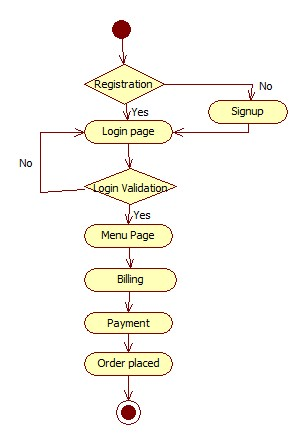 Registration
No
Yes
Signup
Login page
No
Login Validation
Yes
Menu Page
Billing
Payment
Order placed